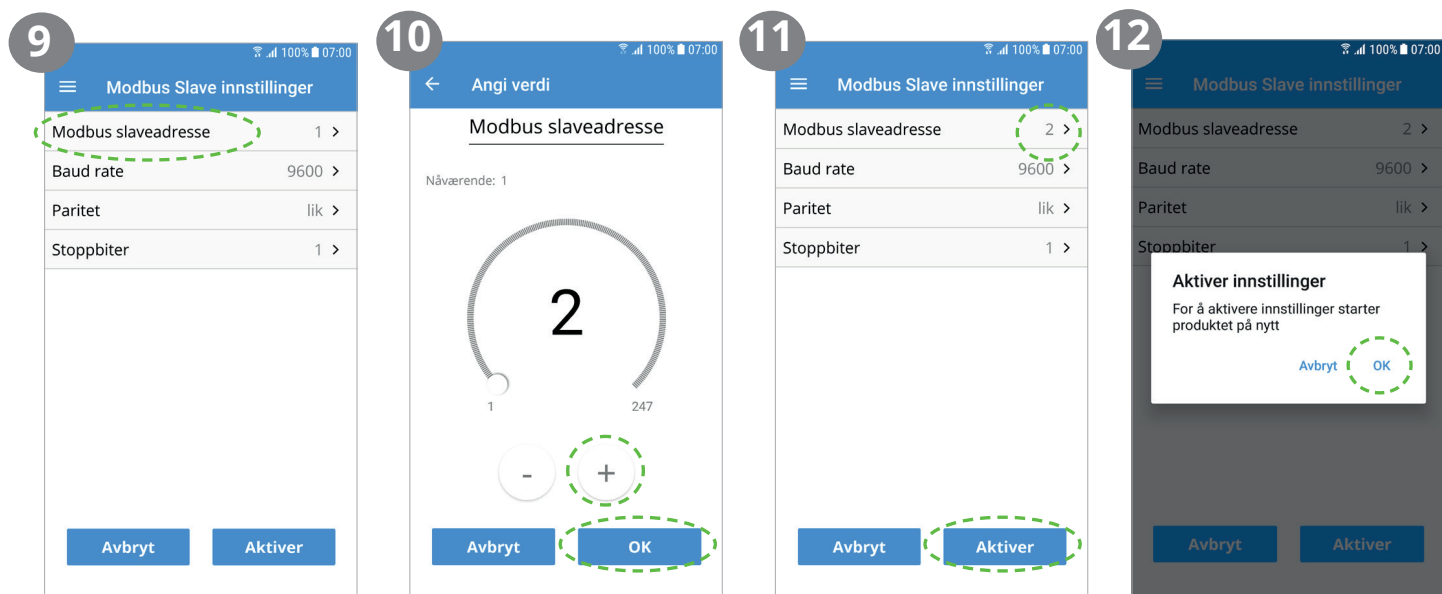 9
100% 07:00
Modbus Slave innstillinger
Modbus slaveadresse 1 >
Baud rate 9600 >
Paritet lik >
Stoppbiter 1 >
Avbryt Aktiver
10
100% 07:00
Angi verdi
Modbus slaveadresse
Nåværende: 1
2
1 247
- +
Avbryt OK
11
100% 07:00
Modbus Slave innstillinger
Modbus slaveadresse 2 >
Baud rate 9600 >
Paritet lik >
Stoppbiter 1 >
Avbryt Aktiver
12
100% 07:00
Modbus Slave innstillinger
Modbus slaveadresse 2 >
Baud rate 9600 >
Paritet lik >
Stoppbiter 1 >
Aktiver innstillinger
For å aktivere innstillinger starter
produktet på nytt
Avbryt OK
Avbryt Aktiver